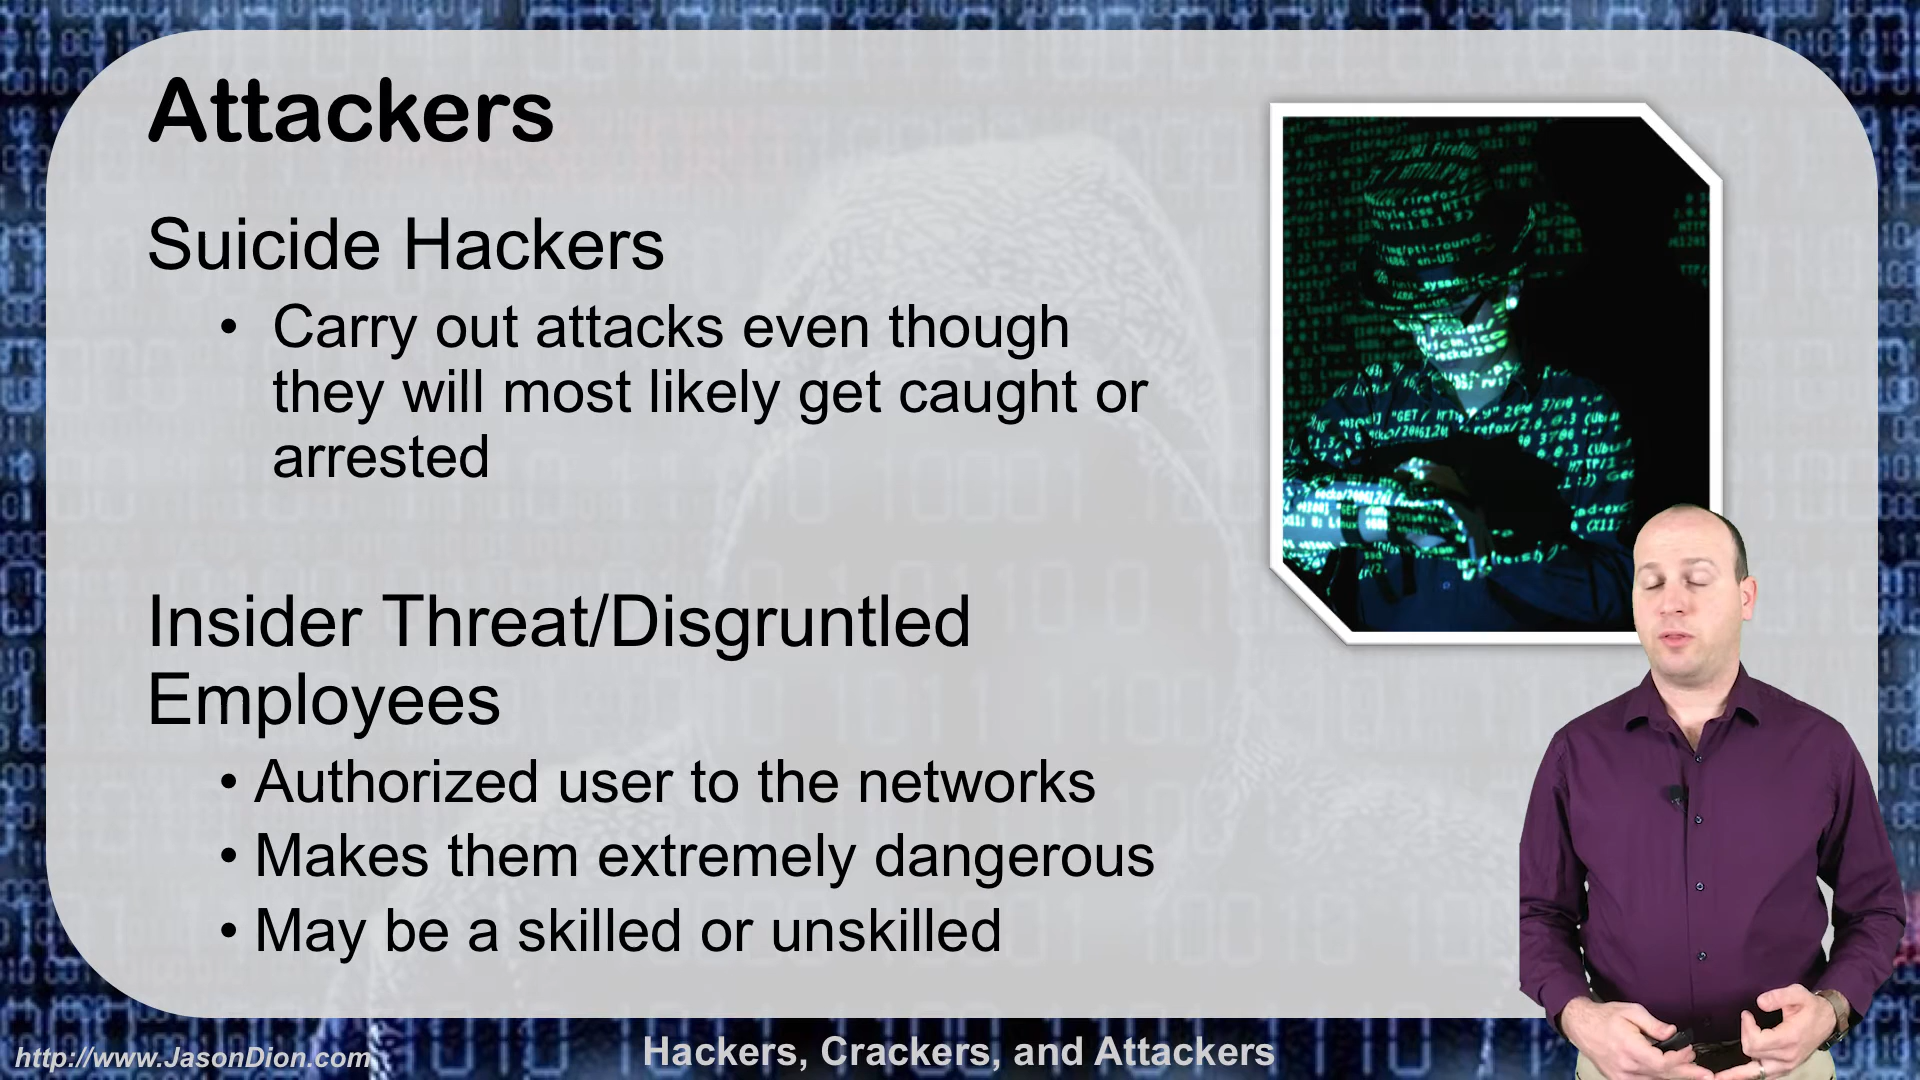 Attackers
Suicide Hackers
• Carry out attacks even though
they will most likely get caught or
arrested
Insider Threat/Disgruntled
Employees
• Authorized user to the networks
• Makes them extremely dangerous
• May be a skilled or unskilled
http://www.JasonDion.com
Hackers, Crackers, and Attackers